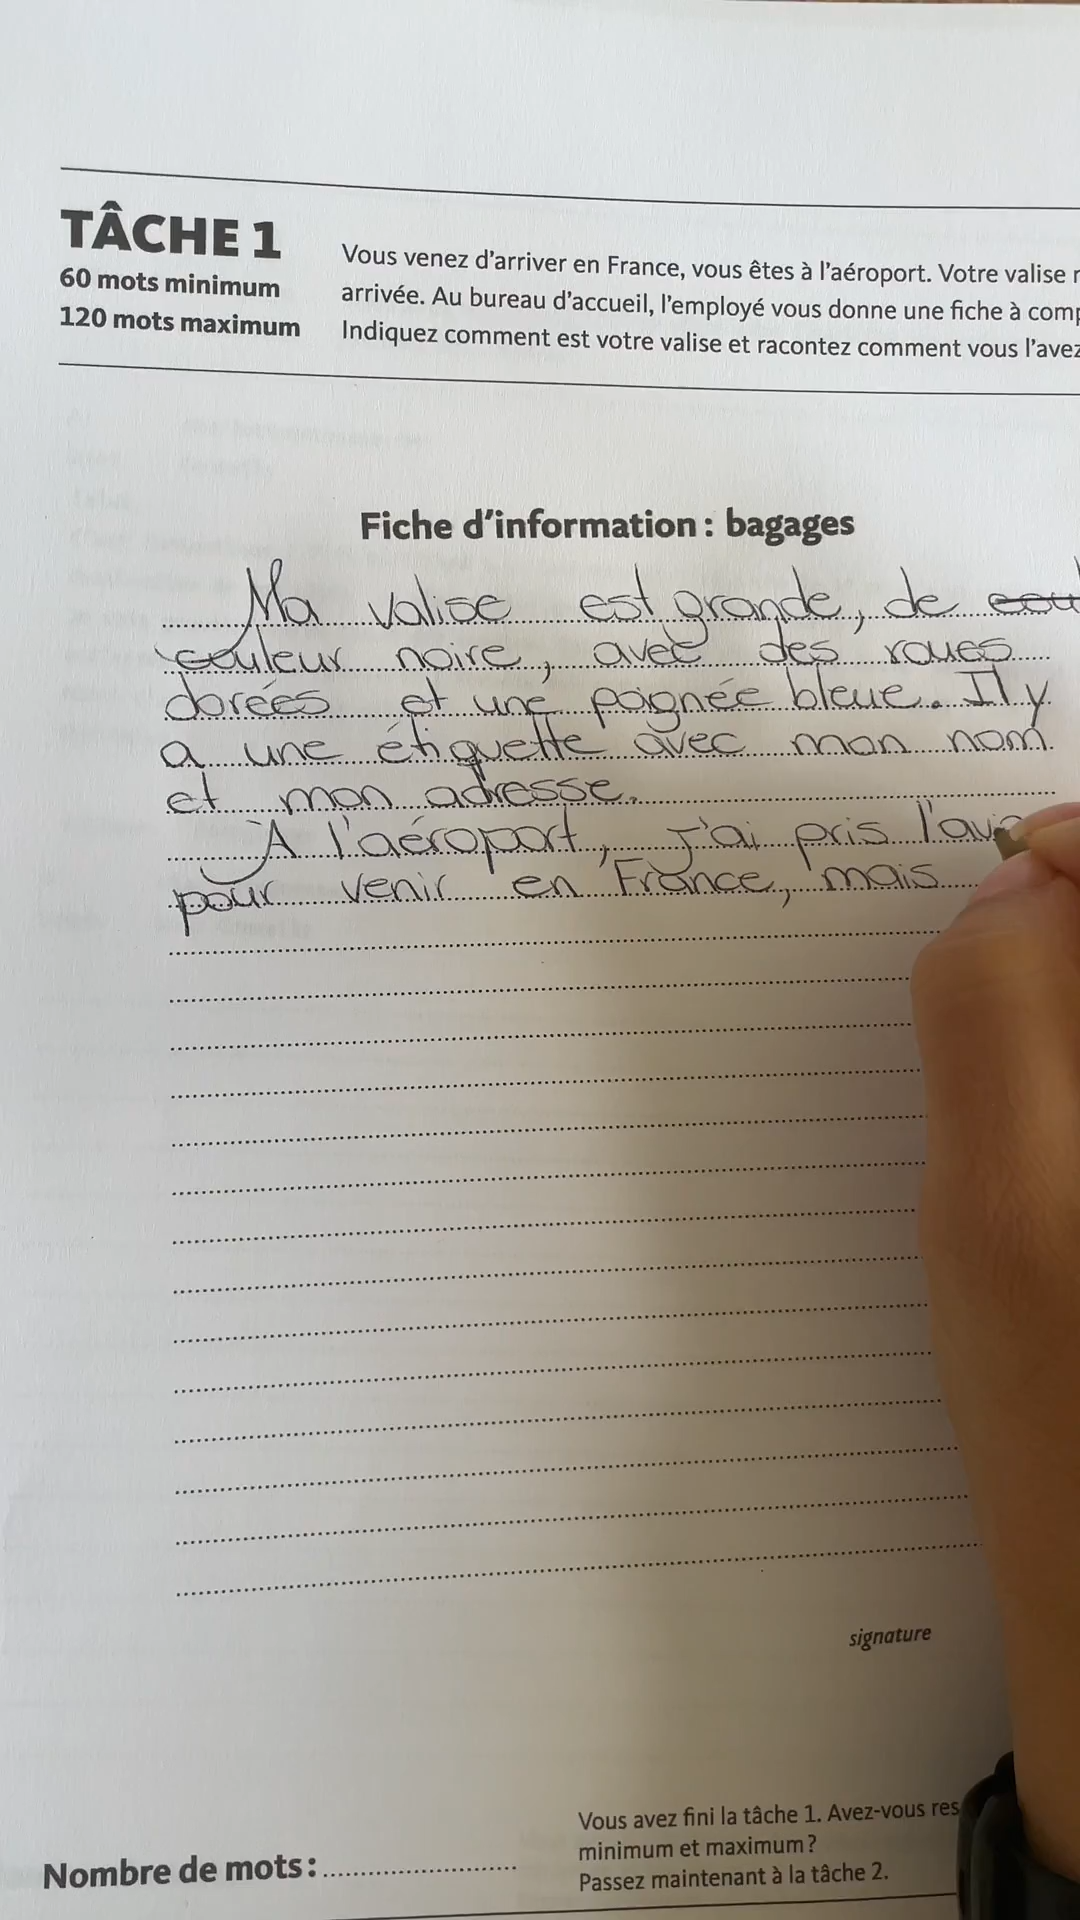 TÂCHE 1
60 mots minimum
120 mots maximum
Vous venez d'arriver en France, vous êtes à l'aéroport. Votre valise
arrivée. Au bureau d'accueil, l'employé vous donne une fiche à
Indiquez comment est votre valise et racontez comment vous
Fiche d'information : bagages
Ma valise est grande, de
couleur noire, avec des roues
dorées et une poignée bleue. Il y
a une étiquette avec mon nom
et mon adresse.
À l'aéroport, j'ai pris
pour venir en France, mais
signature
Vous avez fini la tâche 1. Avez-vous
minimum et maximum ?
Passez maintenant à la tâche 2.
Nombre de mots :